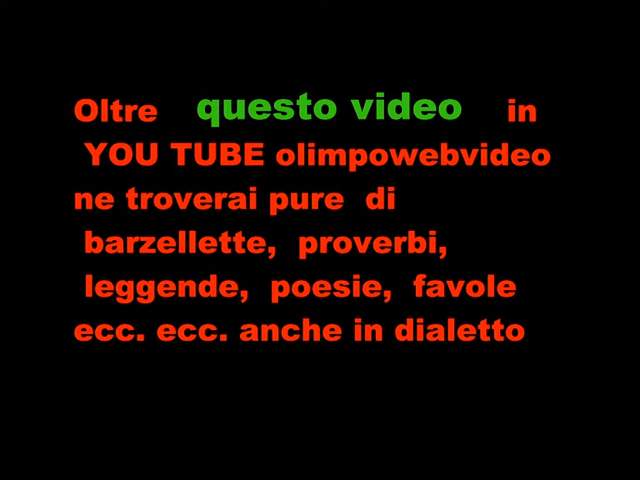 Oltre questo video in
YOU TUBE olimpowebvideo
ne troverai pure di
barzellette, proverbi,
leggende, poesie, favole
ecc. ecc. anche in dialetto